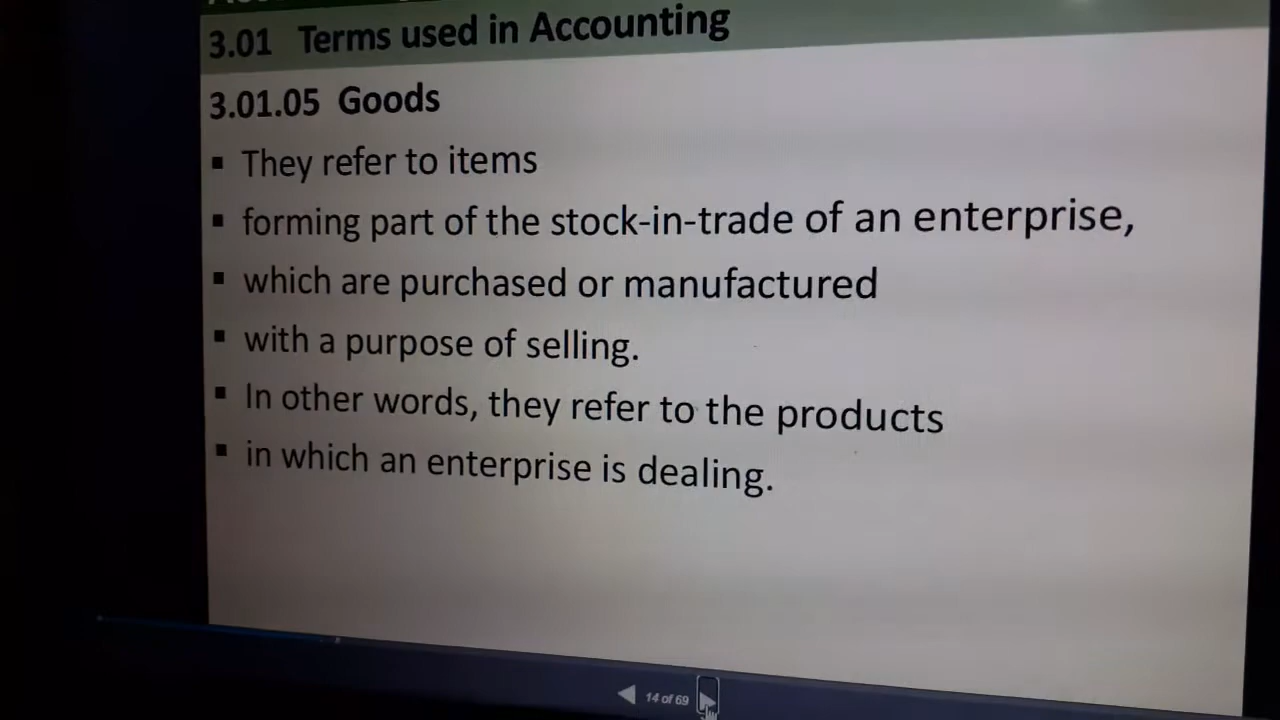 3.01 Terms used in Accounting
3.01.05 Goods
▪ They refer to items
▪ forming part of the stock-in-trade of an enterprise,
▪ which are purchased or manufactured
▪ with a purpose of selling.
▪ In other words, they refer to the products
▪ in which an enterprise is dealing.
14 of 69